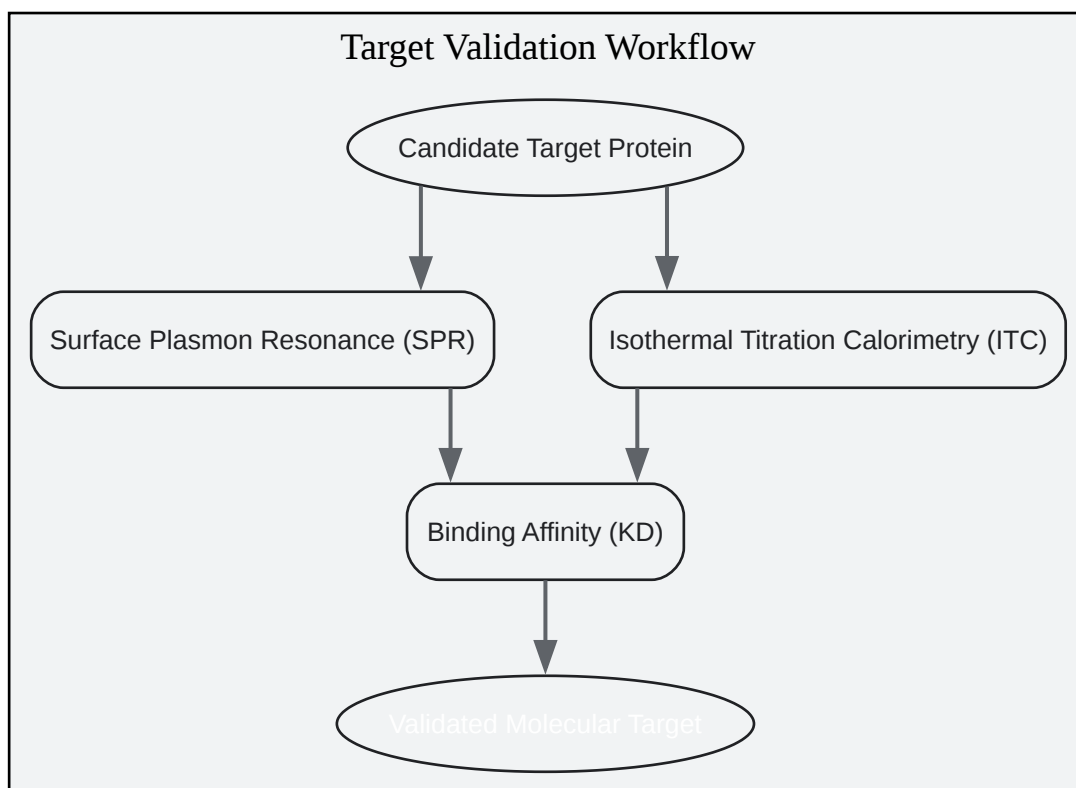 Target Validation Workflow
Candidate Target Protein
Surface Plasmon Resonance (SPR)
Isothermal Titration Calorimetry (ITC)
Binding Affinity (KD)
Validated Molecular Target